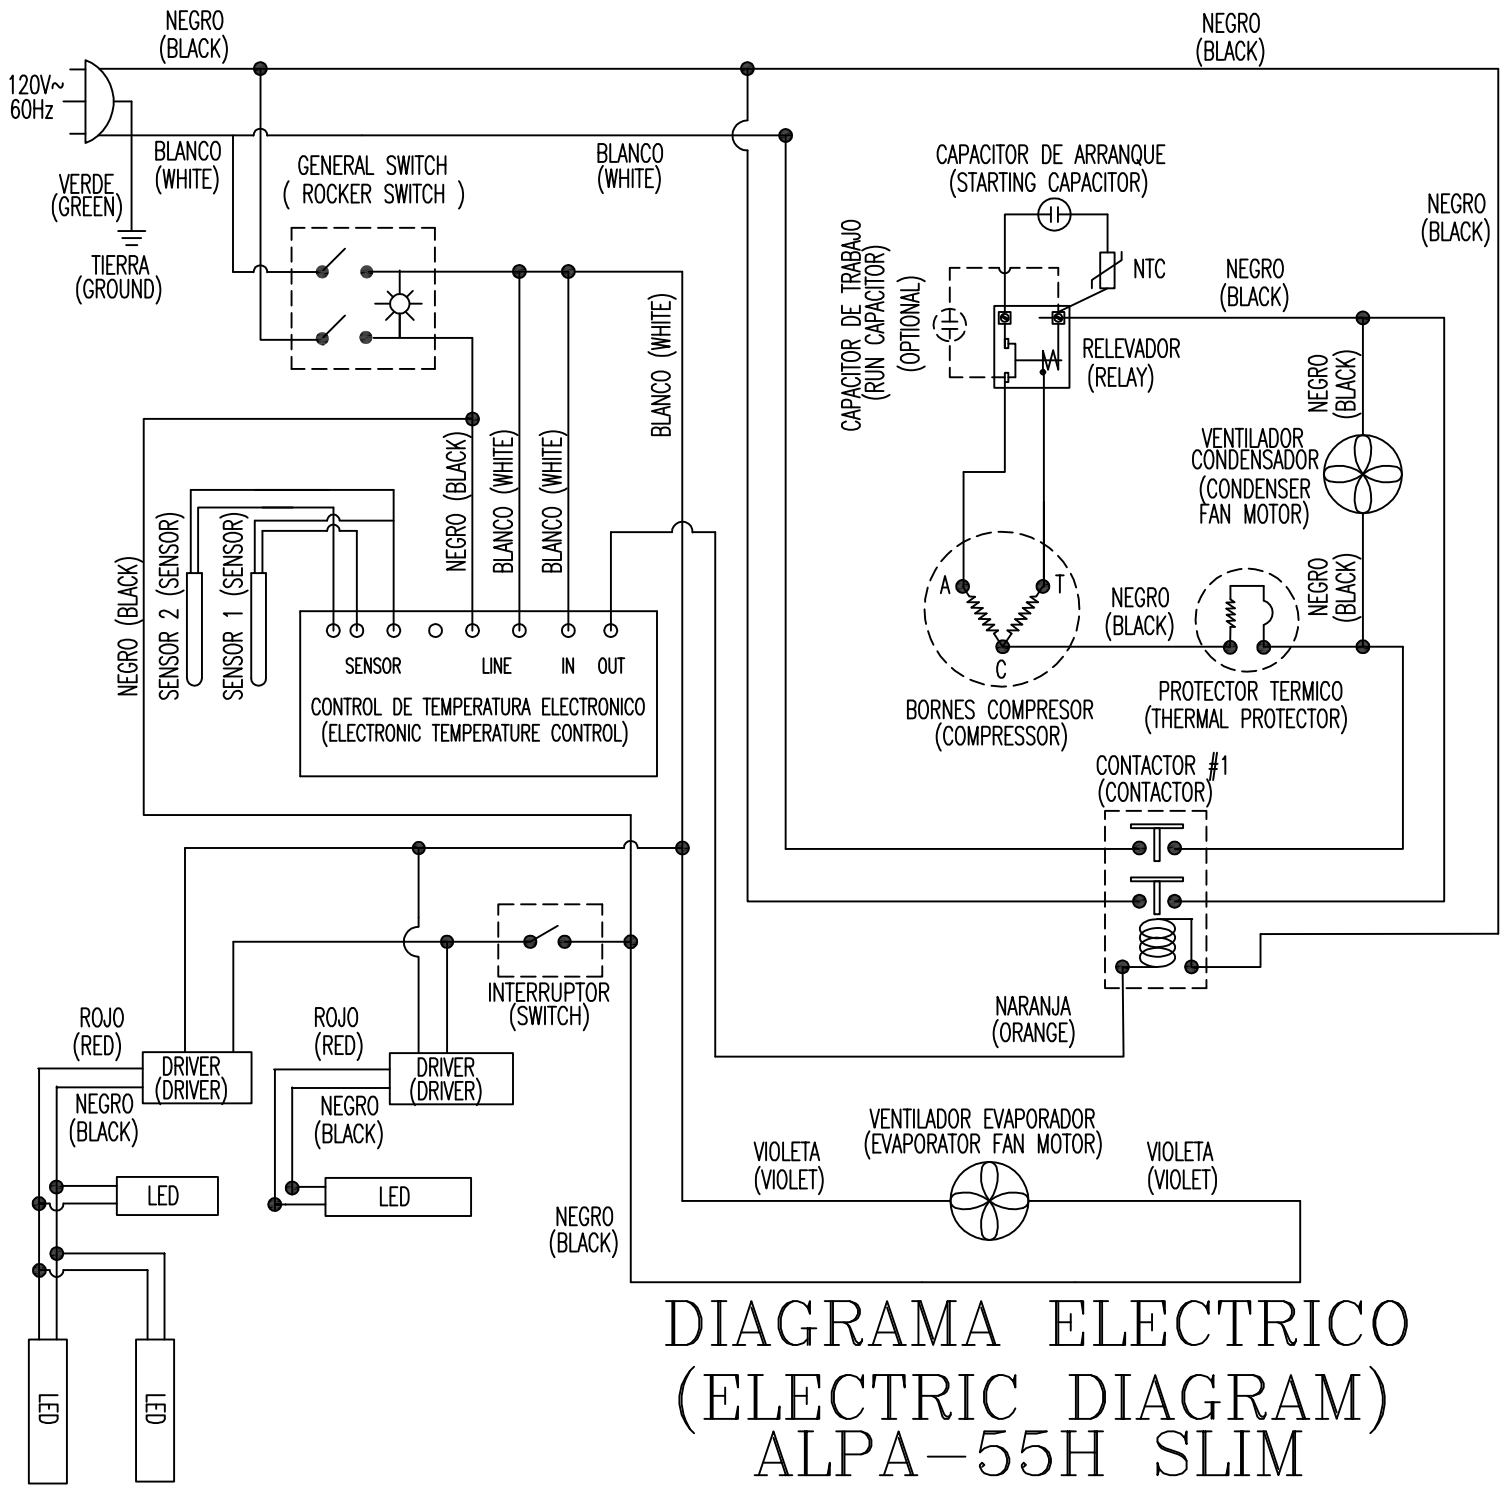 NEGRO
(BLACK)
NEGRO
(BLACK)
120V~
60Hz
BLANCO
(WHITE)
VERDE
(GREEN)
TIERRA
(GROUND)
GENERAL SWITCH
( ROCKER SWITCH )
BLANCO
(WHITE)
CAPACITOR DE ARRANQUE
(STARTING CAPACITOR)
NEGRO
(BLACK)
CAPACITOR DE TRABAJO
(RUN CAPACITOR)
(OPTIONAL)
NTC
NEGRO
(BLACK)
RELEVADOR
(RELAY)
BLANCO (WHITE)
NEGRO
(BLACK)
VENTILADOR
CONDENSADOR
(CONDENSER
FAN MOTOR)
NEGRO (BLACK)
BLANCO (WHITE)
BLANCO (WHITE)
NEGRO (BLACK)
SENSOR 2 (SENSOR)
SENSOR 1 (SENSOR)
A
T
C
NEGRO
(BLACK)
NEGRO
(BLACK)
SENSOR
LINE
IN
OUT
CONTROL DE TEMPERATURA ELECTRONICO
(ELECTRONIC TEMPERATURE CONTROL)
BORNES COMPRESOR
(COMPRESSOR)
PROTECTOR TERMICO
(THERMAL PROTECTOR)
CONTACTOR #1
(CONTACTOR)
INTERRUPTOR
(SWITCH)
NARANJA
(ORANGE)
ROJO
(RED)
DRIVER
(DRIVER)
NEGRO
(BLACK)
ROJO
(RED)
DRIVER
(DRIVER)
NEGRO
(BLACK)
LED
LED
VENTILADOR EVAPORADOR
(EVAPORATOR FAN MOTOR)
VIOLETA
(VIOLET)
VIOLETA
(VIOLET)
NEGRO
(BLACK)
LED
LED
DIAGRAMA ELECTRICO
(ELECTRIC DIAGRAM)
ALPA-55H SLIM